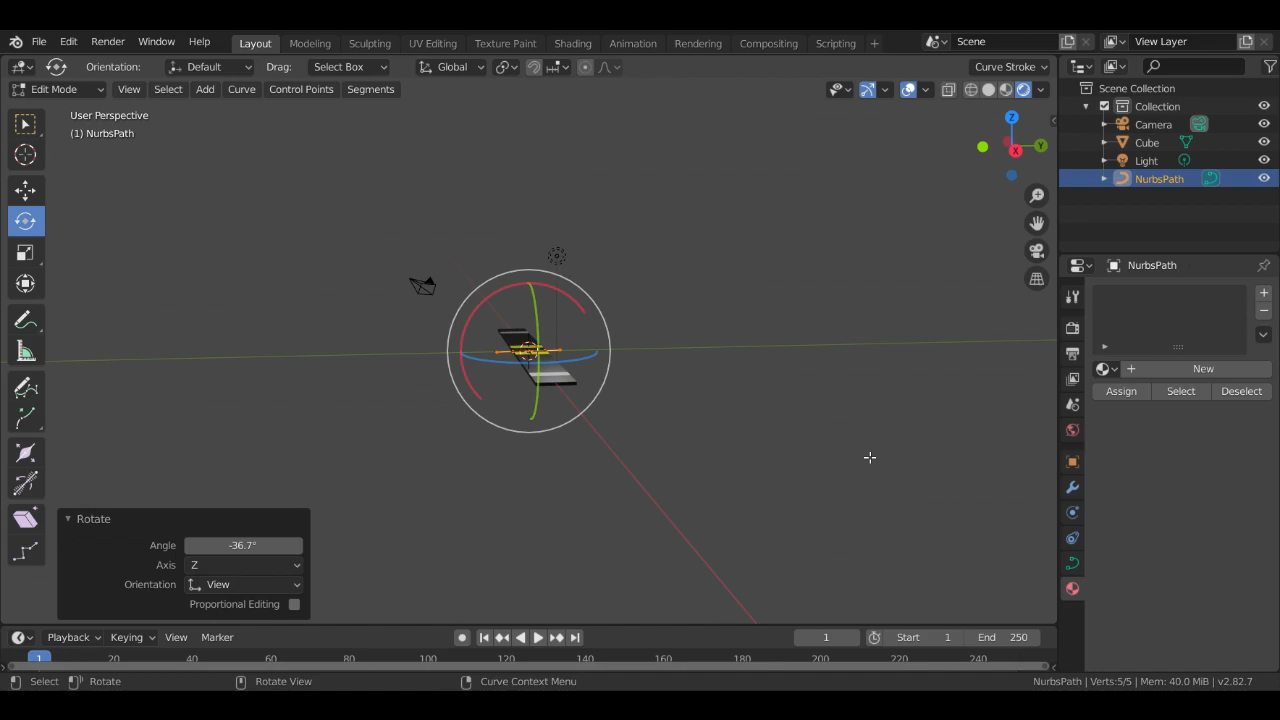 File Edit Render Window Help Layout Modeling Sculpting UV Editing Texture Paint Shading Animation Rendering Compositing Scripting + Scene View Layer
Orientation: Default Drag: Select Box Global Curve Stroke
Edit Mode View Select Add Curve Control Points Segments
User Perspective
(1) NurbsPath
Z
Y
X
Scene Collection
Collection
Camera
Cube
Light
NurbsPath
NurbsPath
New
Assign Select Deselect
Rotate
Angle -36.7°
Axis Z
Orientation View
Proportional Editing
Playback Keying View Marker 1 Start 1 End 250
1 20 40 60 80 100 120 140 160 180 200 220 240
Select Rotate Rotate View Curve Context Menu NurbsPath | Verts:5/5 | Mem: 40.0 MiB | v2.82.7